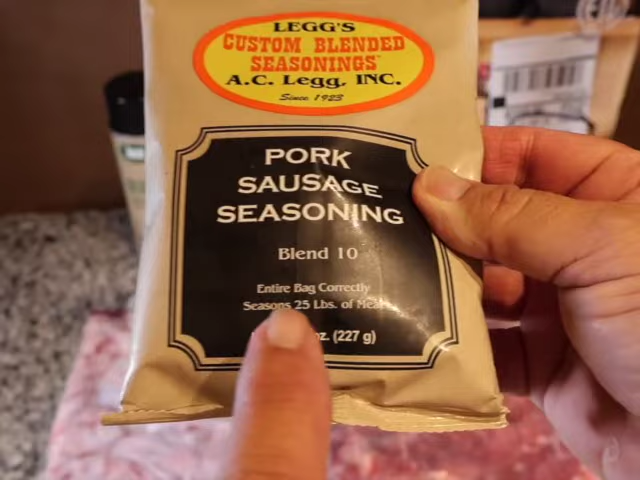 LEGG'S
CUSTOM BLENDED
SEASONINGS
A.C. Legg, INC.
Since 1923
PORK
SAUSAGE
SEASONING
Blend 10
Entire Bag Correctly
Seasons 25 Lbs. of Meat
oz. (227 g)